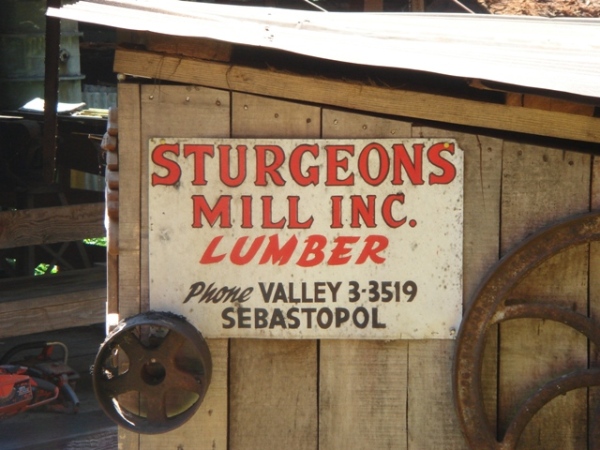 STURGEONS
MILL INC.
LUMBER
Phone VALLEY 3-3519
SEBASTOPOL